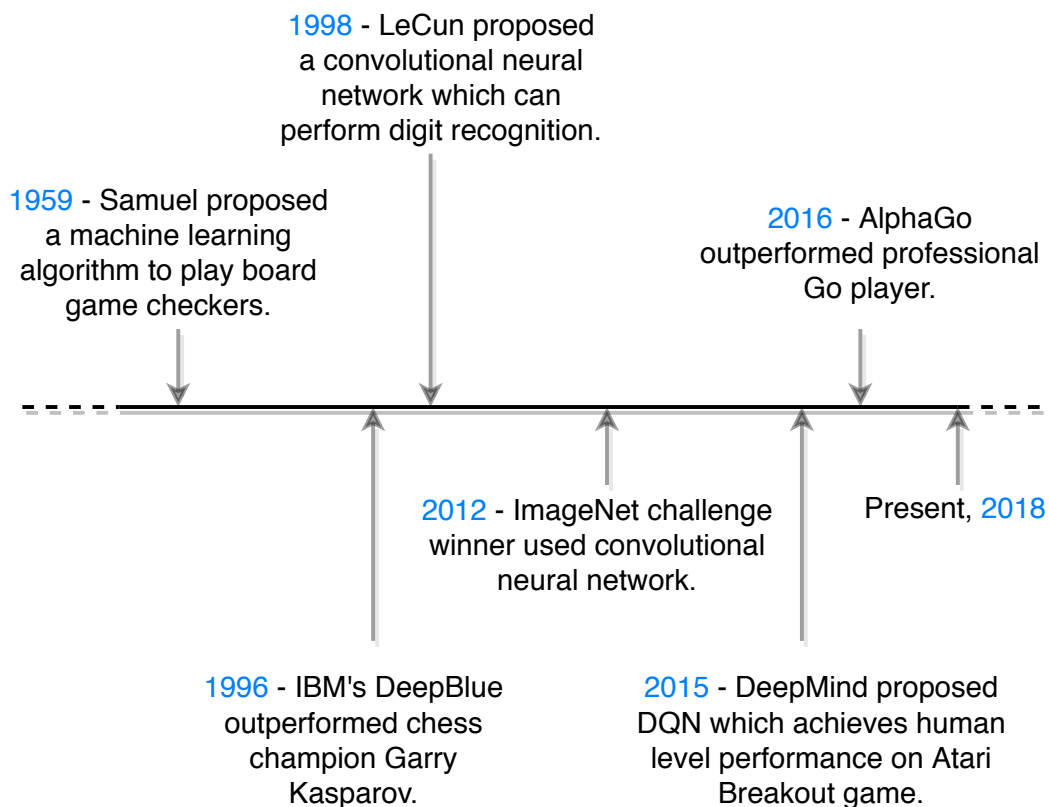 1998 - LeCun proposed
a convolutional neural
network which can
perform digit recognition.
1959 - Samuel proposed
a machine learning
algorithm to play board
game checkers.
2016 - AlphaGo
outperformed professional
Go player.
2012 - ImageNet challenge
winner used convolutional
neural network.
Present, 2018
1996 - IBM's DeepBlue
outperformed chess
champion Garry
Kasparov.
2015 - DeepMind proposed
DQN which achieves human
level performance on Atari
Breakout game.